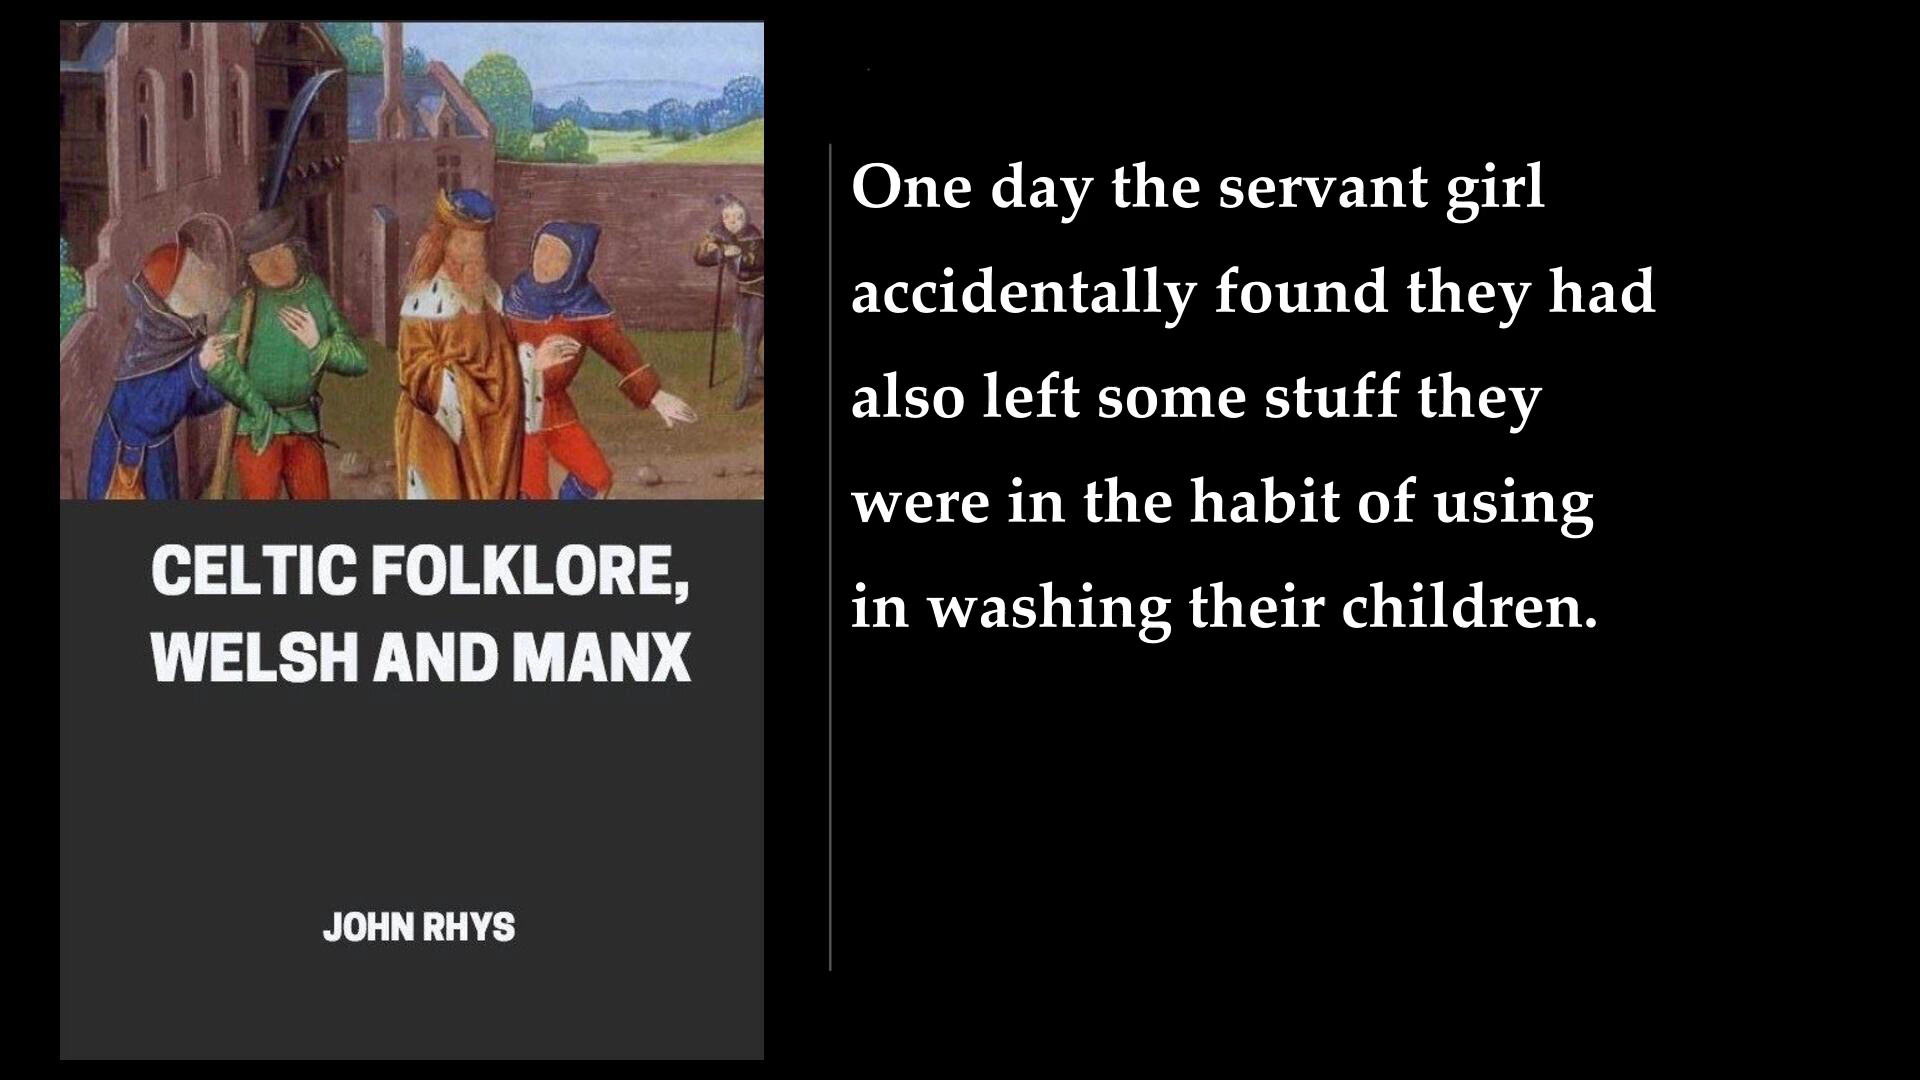 CELTIC FOLKLORE,
WELSH AND MANX
JOHN RHYS
One day the servant girl
accidentally found they had
also left some stuff they
were in the habit of using
in washing their children.